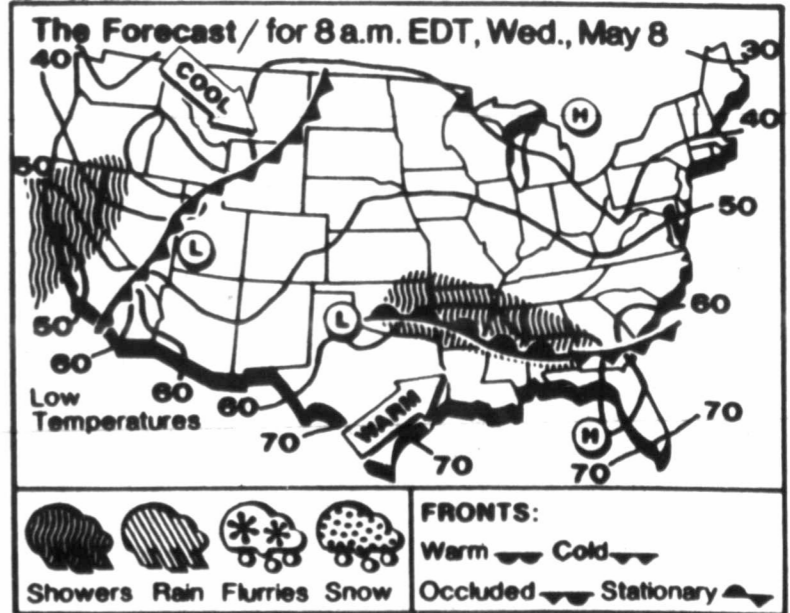 The Forecast / for 8 a.m. EDT, Wed., May 8
40
COOL
H
30
40
50
50
L
L
60
50
60
60
60
Low
Temperatures
WARM
70
70
H
70
70
Showers Rain Flurries Snow
FRONTS:
Warm Cold
Occluded Stationary